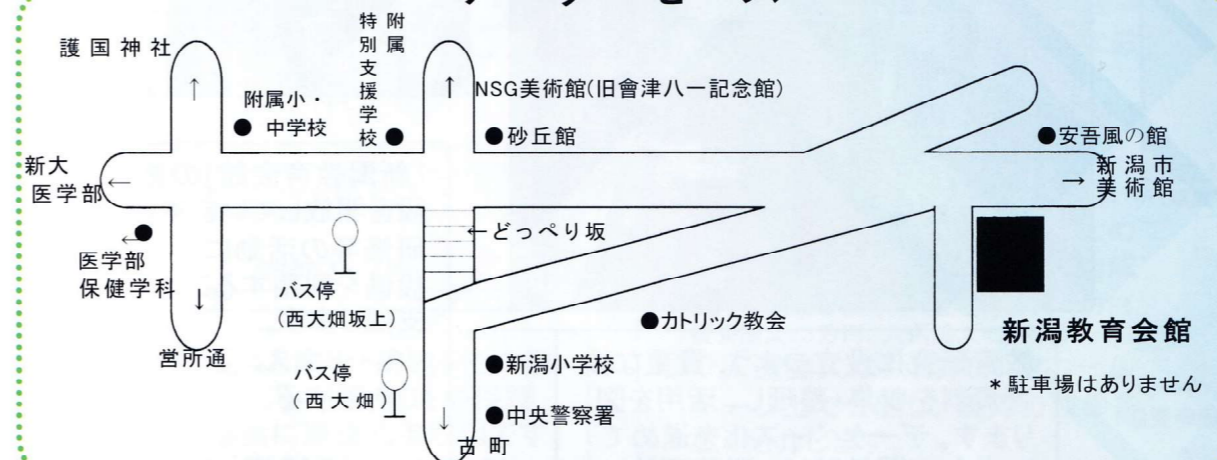 護国神社
附属
特別支援学校
附属小・
中学校
NSG美術館(旧會津八一記念館)
砂丘館
安吾風の館
新大
医学部
新潟市
美術館
←どっぺり坂
医学部
保健学科
バス停
(西大畑坂上)
カトリック教会
新潟教育会館
営所通
バス停
(西大畑)
新潟小学校
＊駐車場はありません
中央警察署
古町